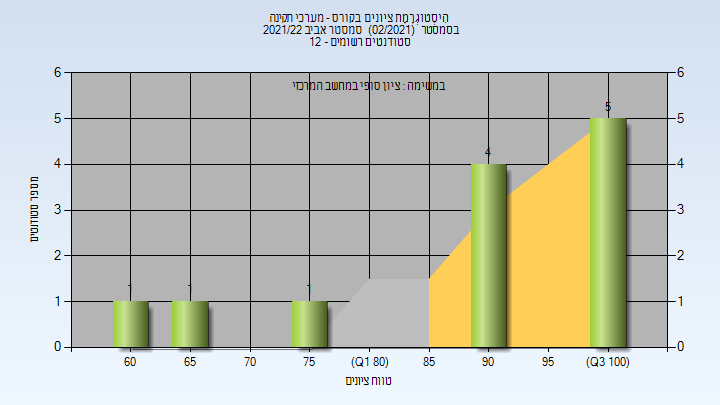 היסטוגרמת ציונים בקורס - מערכי תקינה
בסמסטר (02/2021) סמסטר אביב 2021/22
סטודנטים רשומים - 12
במשימה : ציון סופי במחשב המרכזי
6 6
5 5 5
4 4 4
3 3
2 2
1 1 1 1 1
0 0
מספר סטודנטים
60 65 70 75 (Q1 80) 85 90 95 (Q3 100)
טווח ציונים